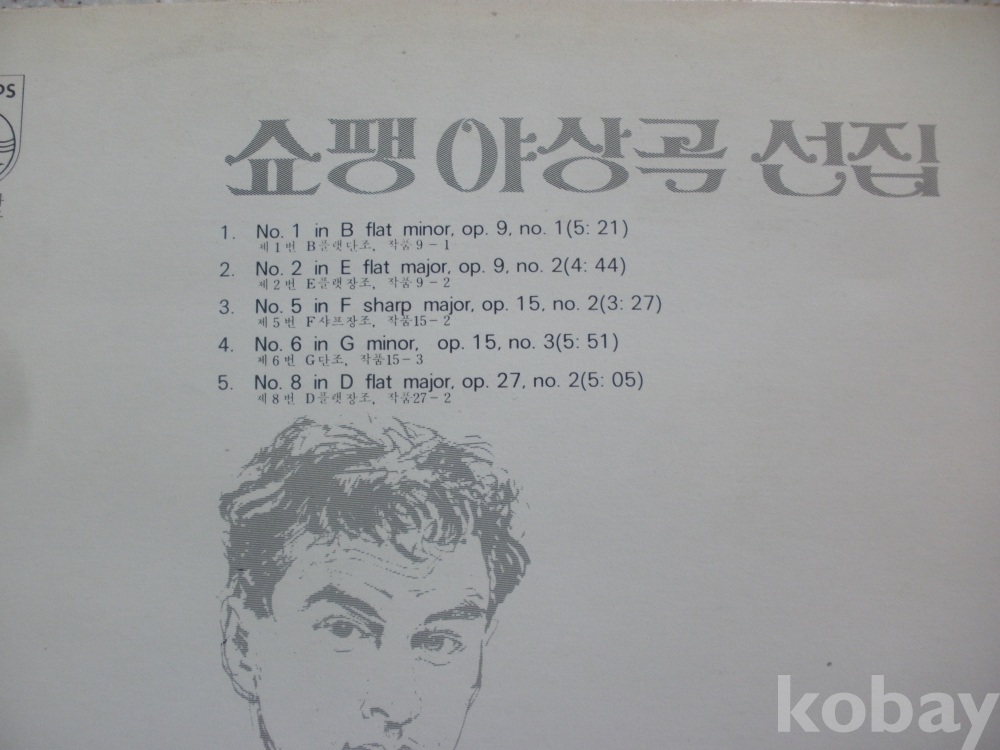 PS
쇼팽 야상곡 선집
1. No. 1 in B flat minor, op. 9, no. 1(5: 21)
제1번 B플랫단조, 작품9-1
2. No. 2 in E flat major, op. 9, no. 2(4: 44)
제2번 E플랫장조, 작품9-2
3. No. 5 in F sharp major, op. 15, no. 2(3: 27)
제5번 F샤프장조, 작품15-2
4. No. 6 in G minor, op. 15, no. 3(5: 51)
제6번 G단조, 작품15-3
5. No. 8 in D flat major, op. 27, no. 2(5: 05)
제8번 D플랫장조, 작품27-2
kobay